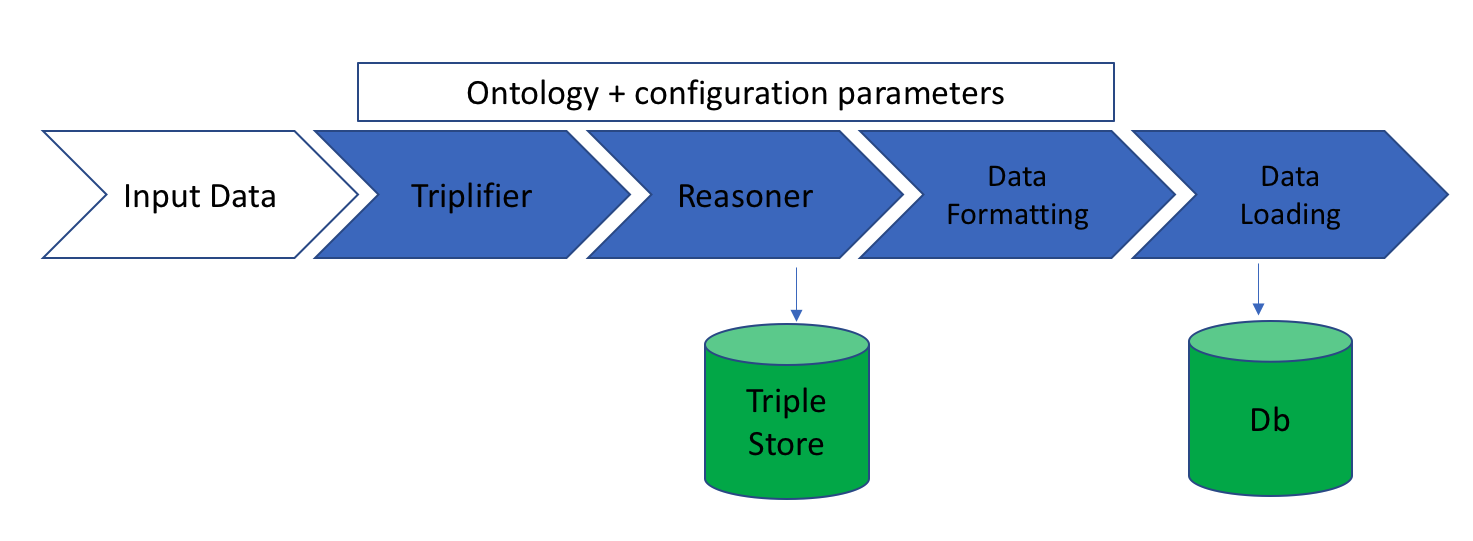 Ontology + configuration parameters
Input Data
Triplifier
Reasoner
Data
Formatting
Data
Loading
Triple
Store
Db